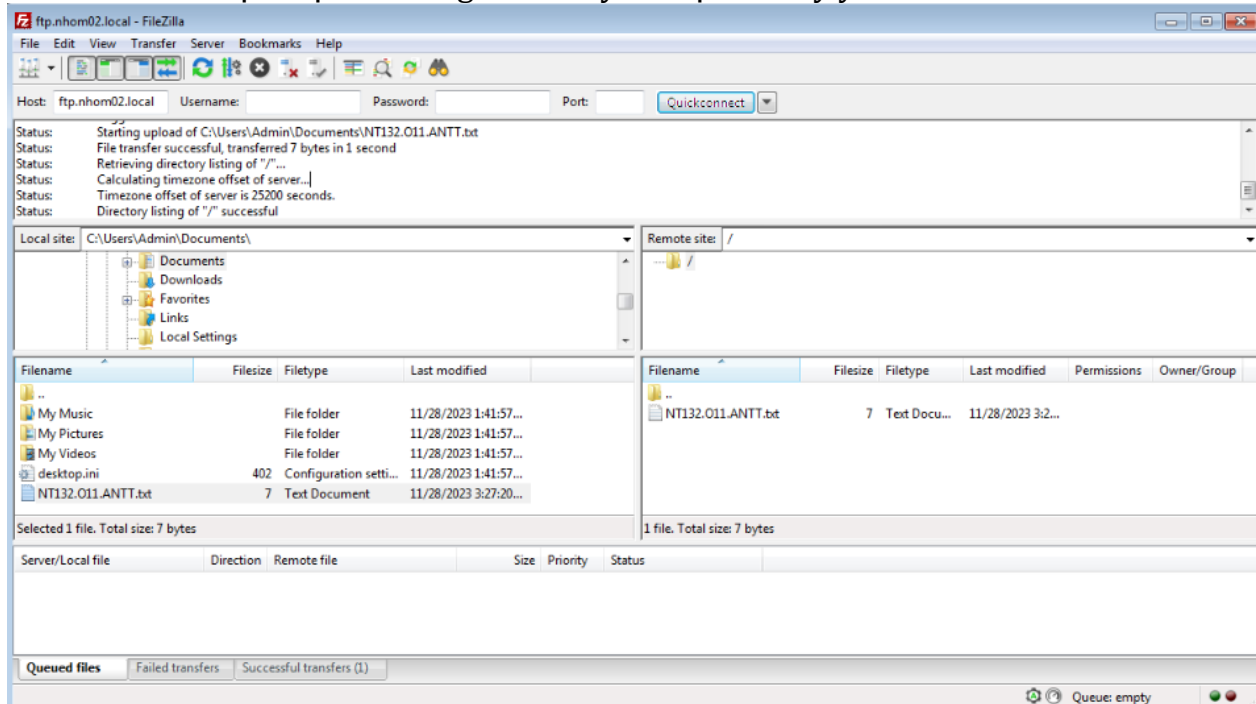 ftp.nhom02.local - FileZilla
File Edit View Transfer Server Bookmarks Help
Host: ftp.nhom02.local Username: Password: Port: Quickconnect
Status: Starting upload of C:\Users\Admin\Documents\NT132.O11.ANTT.txt
Status: File transfer successful, transferred 7 bytes in 1 second
Status: Retrieving directory listing of "/"...
Status: Calculating timezone offset of server...
Status: Timezone offset of server is 25200 seconds.
Status: Directory listing of "/" successful
Local site: C:\Users\Admin\Documents\
Documents
Downloads
Favorites
Links
Local Settings
Remote site: /
/
Filename Filesize Filetype Last modified
..
My Music File folder 11/28/2023 1:41:57...
My Pictures File folder 11/28/2023 1:41:57...
My Videos File folder 11/28/2023 1:41:57...
desktop.ini 402 Configuration setti... 11/28/2023 1:41:57...
NT132.O11.ANTT.txt 7 Text Document 11/28/2023 3:27:20...
Selected 1 file. Total size: 7 bytes
Filename Filesize Filetype Last modified Permissions Owner/Group
..
NT132.O11.ANTT.txt 7 Text Docu... 11/28/2023 3:2...
1 file. Total size: 7 bytes
Server/Local file Direction Remote file Size Priority Status
Queued files Failed transfers Successful transfers (1)
Queue: empty